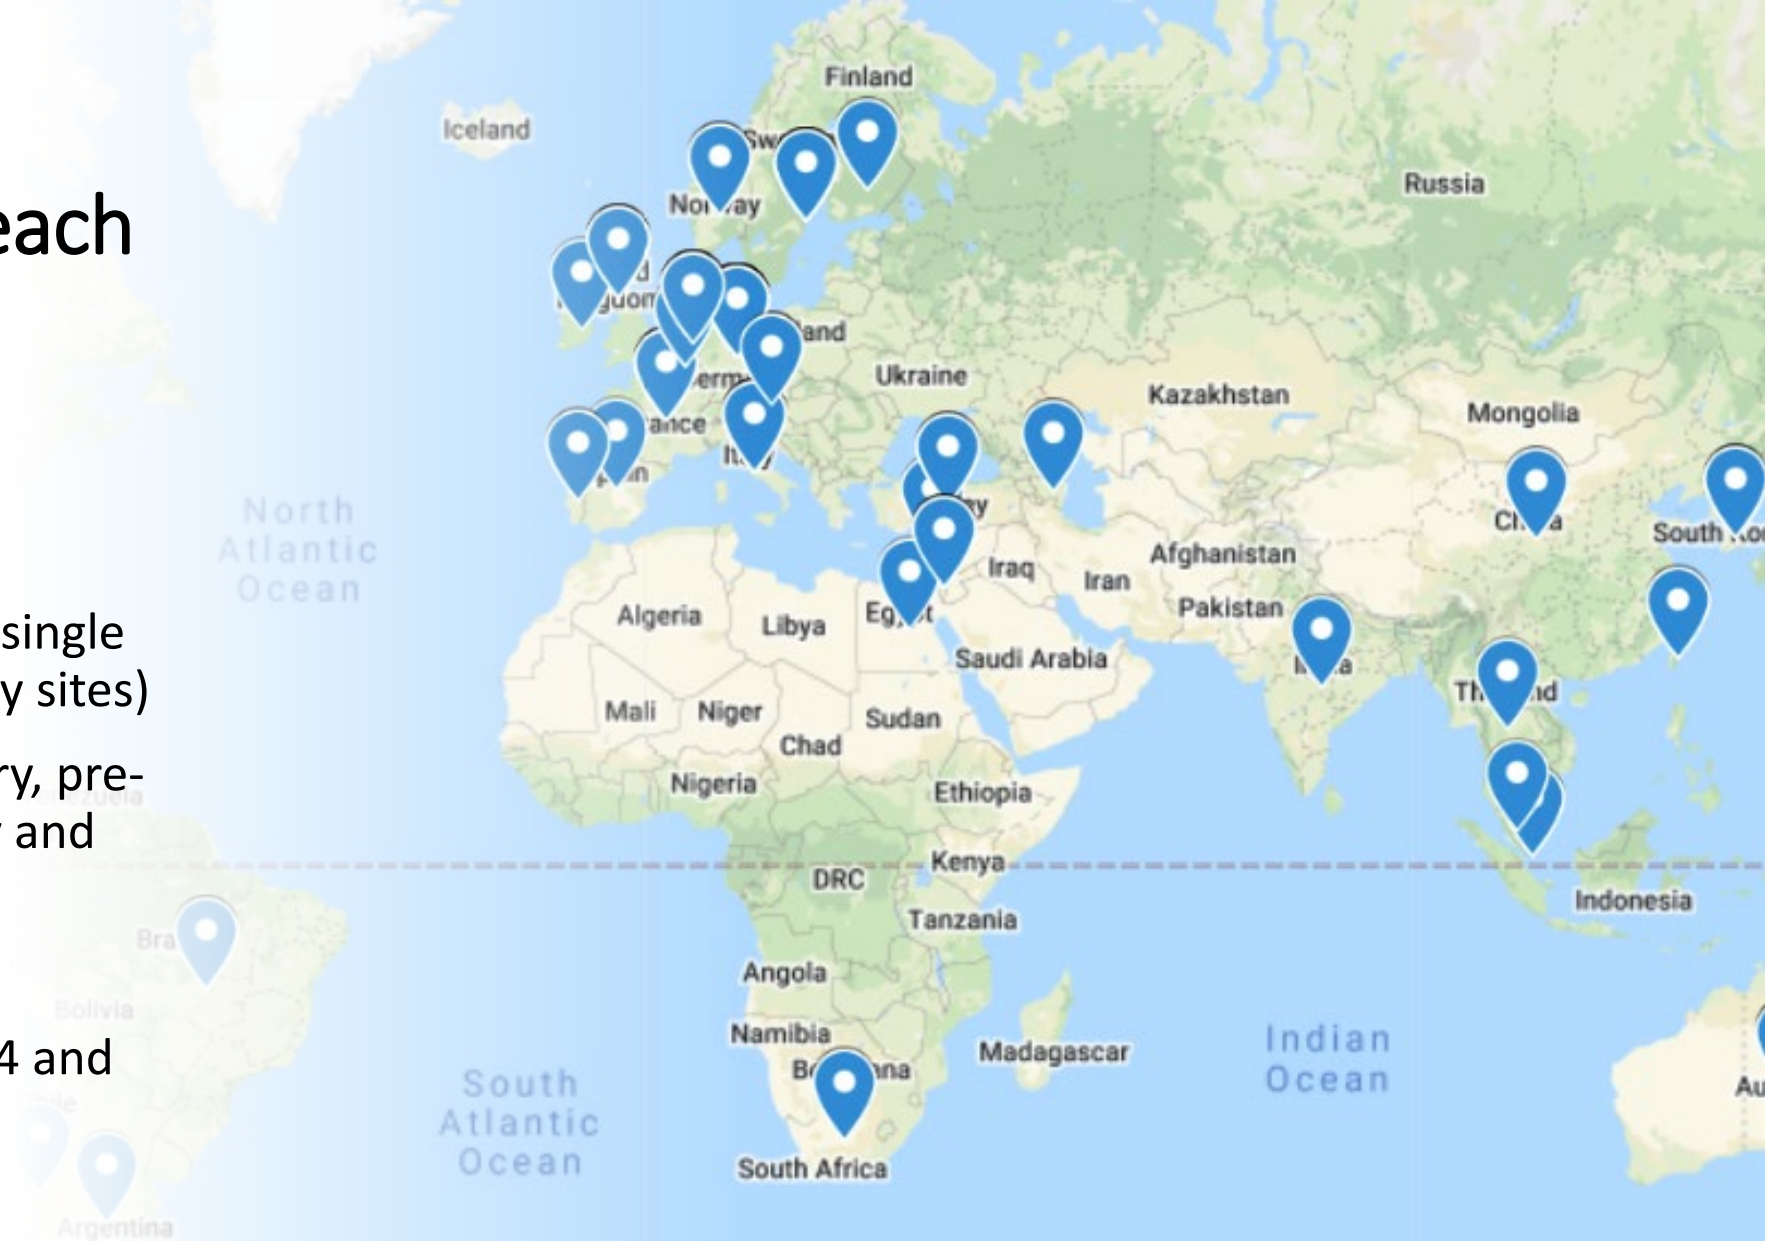 each
single
y sites)
ry, pre-
and
4 and
Finland
Iceland
Russia
Ukraine
Kazakhstan
Mongolia
North
Atlantic
Ocean
Afghanistan
Iraq
Iran
Pakistan
Algeria
Libya
Saudi Arabia
Mali
Niger
Sudan
Chad
Nigeria
Ethiopia
Kenya
DRC
Tanzania
Indonesia
Angola
Bolivia
Namibia
Madagascar
Indian
Ocean
South
Atlantic
Ocean
South Africa
Argentina